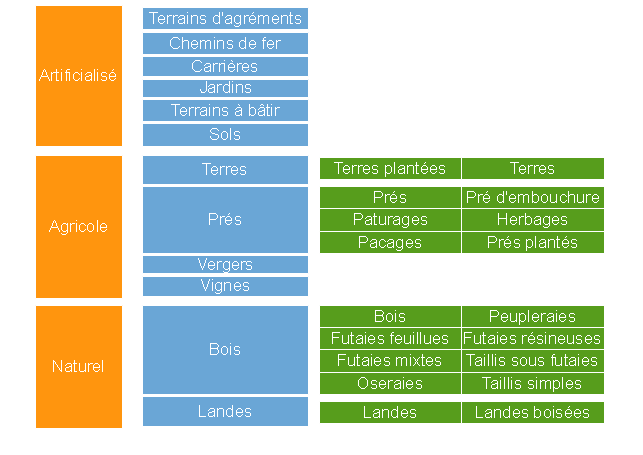 Artificialisé
Terrains d'agréments
Chemins de fer
Carrières
Jardins
Terrains à bâtir
Sols
Agricole
Terres
Terres plantées
Terres
Prés
Prés
Pré d'embouchure
Paturages
Herbages
Pacages
Prés plantés
Vergers
Vignes
Naturel
Bois
Bois
Peupleraies
Futaies feuillues
Futaies résineuses
Futaies mixtes
Taillis sous futaies
Oseraies
Taillis simples
Landes
Landes
Landes boisées